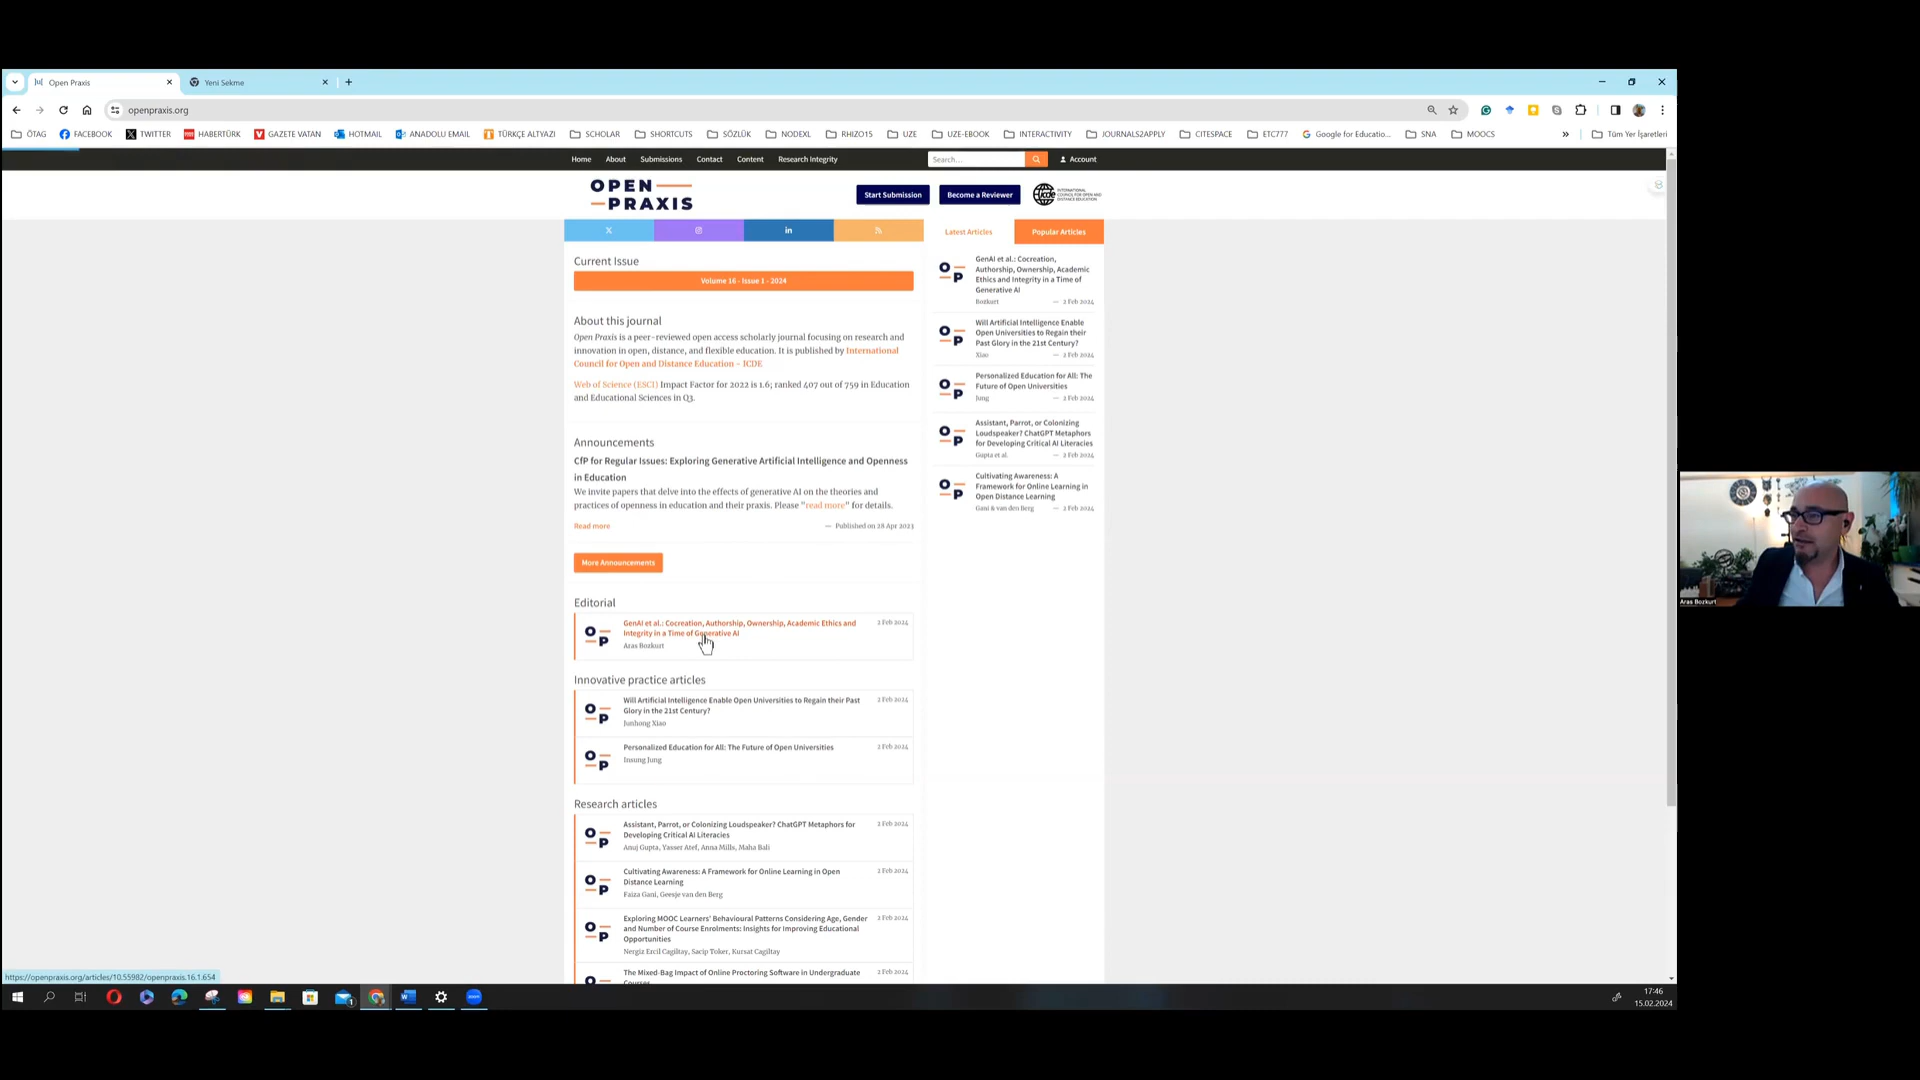 Open Praxis
Yeni Sekme
openpraxis.org
ÖTAG
FACEBOOK
TWITTER
HABERTÜRK
GAZETE VATAN
HOTMAIL
ANADOLU EMAIL
TÜRKÇE ALTYAZI
SCHOLAR
SHORTCUTS
SÖZLÜK
NODEXL
RHIZO15
UZE
UZE-EBOOK
INTERACTIVITY
JOURNALS2APPLY
CITESPACE
ETC777
Google for Educatio...
SNA
MOOCS
Tüm Yer İşaretleri
Home
About
Submissions
Contact
Content
Research Integrity
Search...
Account
OPEN
PRAXIS
Start Submission
Become a Reviewer
INTERNATIONAL
COUNCIL FOR OPEN AND
DISTANCE EDUCATION
Current Issue
Volume 16 - Issue 1 - 2024
About this journal
Open Praxis is a peer-reviewed open access scholarly journal focusing on research and
innovation in open, distance, and flexible education. It is published by International
Council for Open and Distance Education – ICDE
Web of Science (ESCI) Impact Factor for 2022 is 1.6; ranked 407 out of 759 in Education
and Educational Sciences in Q3.
Announcements
CfP for Regular Issues: Exploring Generative Artificial Intelligence and Openness
in Education
We invite papers that delve into the effects of generative AI on the theories and
practices of openness in education and their praxis. Please "read more" for details.
Read more
— Published on 28 Apr 2023
More Announcements
Editorial
GenAI et al.: Cocreation, Authorship, Ownership, Academic Ethics and
Integrity in a Time of Generative AI
Aras Bozkurt
2 Feb 2024
Innovative practice articles
Will Artificial Intelligence Enable Open Universities to Regain their Past
Glory in the 21st Century?
Junhong Xiao
2 Feb 2024
Personalized Education for All: The Future of Open Universities
Insung Jung
2 Feb 2024
Research articles
Assistant, Parrot, or Colonizing Loudspeaker? ChatGPT Metaphors for
Developing Critical AI Literacies
Anuj Gupta, Yasser Atef, Anna Mills, Maha Bali
2 Feb 2024
Cultivating Awareness: A Framework for Online Learning in Open
Distance Learning
Faiza Gani, Geesje van den Berg
2 Feb 2024
Exploring MOOC Learners' Behavioural Patterns Considering Age, Gender
and Number of Course Enrolments: Insights for Improving Educational
Opportunities
Nergiz Ercil Cagiltay, Sacip Toker, Kursat Cagiltay
2 Feb 2024
The Mixed-Bag Impact of Online Proctoring Software in Undergraduate
Courses
2 Feb 2024
Latest Articles
Popular Articles
GenAI et al.: Cocreation,
Authorship, Ownership, Academic
Ethics and Integrity in a Time of
Generative AI
Bozkurt — 2 Feb 2024
Will Artificial Intelligence Enable
Open Universities to Regain their
Past Glory in the 21st Century?
Xiao — 2 Feb 2024
Personalized Education for All: The
Future of Open Universities
Jung — 2 Feb 2024
Assistant, Parrot, or Colonizing
Loudspeaker? ChatGPT Metaphors
for Developing Critical AI Literacies
Gupta et al. — 2 Feb 2024
Cultivating Awareness: A
Framework for Online Learning in
Open Distance Learning
Gani & van den Berg — 2 Feb 2024
Aras Bozkurt
https://openpraxis.org/articles/10.55982/openpraxis.16.1.654
17:46
15.02.2024